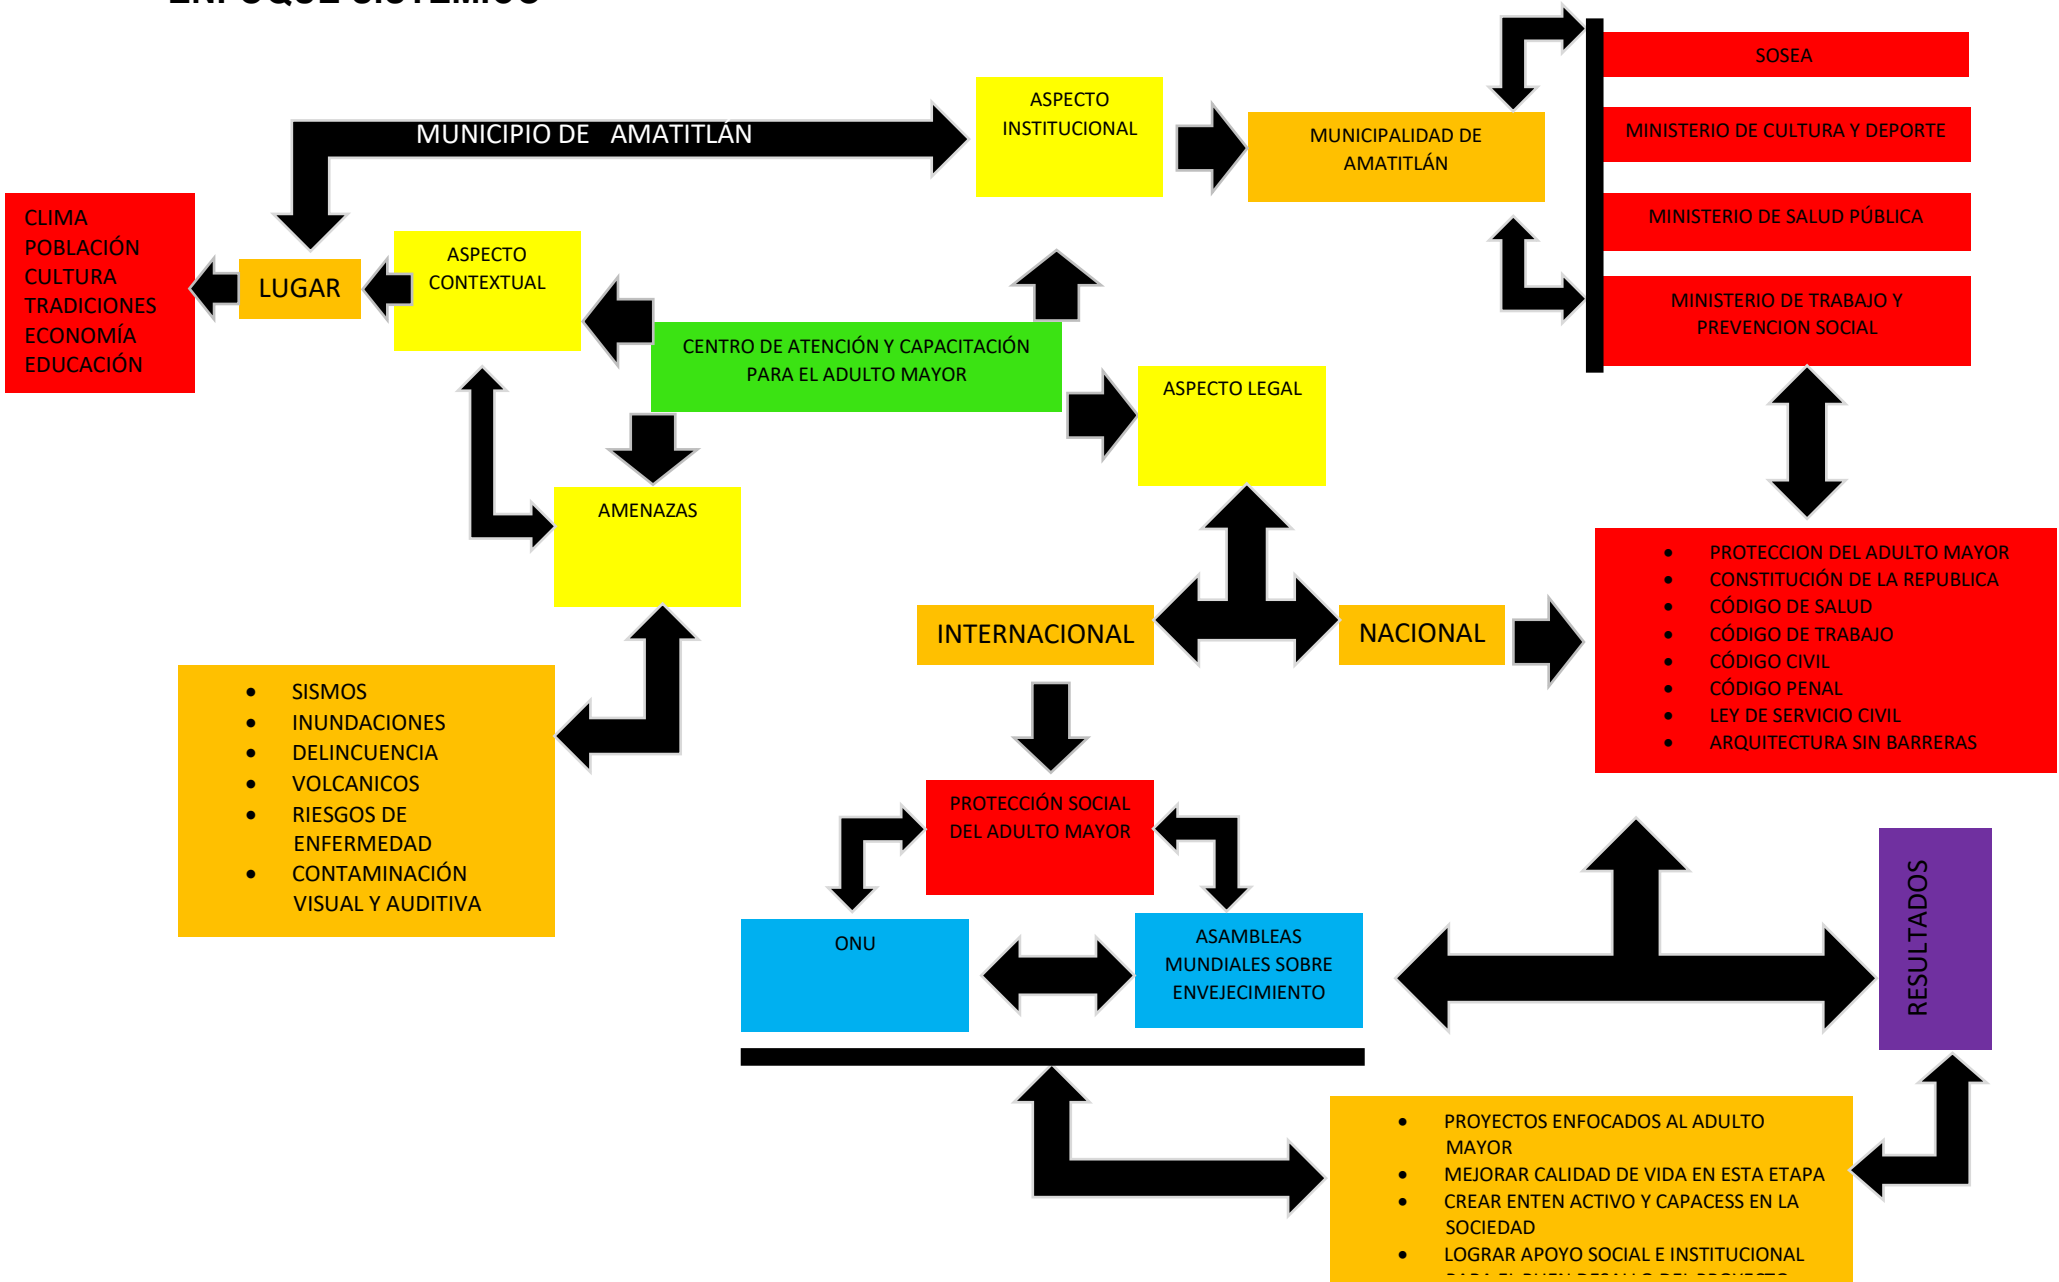 ENFOQUE SISTEMICO
SOSEA
ASPECTO
INSTITUCIONAL
MUNICIPIO DE AMATITLÁN
MUNICIPALIDAD DE
AMATITLÁN
MINISTERIO DE CULTURA Y DEPORTE
MINISTERIO DE SALUD PÚBLICA
MINISTERIO DE TRABAJO Y
PREVENCION SOCIAL
CLIMA
POBLACIÓN
CULTURA
TRADICIONES
ECONOMÍA
EDUCACIÓN
LUGAR
ASPECTO
CONTEXTUAL
CENTRO DE ATENCIÓN Y CAPACITACIÓN
PARA EL ADULTO MAYOR
ASPECTO LEGAL
AMENAZAS
INTERNACIONAL
NACIONAL
• PROTECCION DEL ADULTO MAYOR
• CONSTITUCIÓN DE LA REPUBLICA
• CÓDIGO DE SALUD
• CÓDIGO DE TRABAJO
• CÓDIGO CIVIL
• CÓDIGO PENAL
• LEY DE SERVICIO CIVIL
• ARQUITECTURA SIN BARRERAS
• SISMOS
• INUNDACIONES
• DELINCUENCIA
• VOLCANICOS
• RIESGOS DE
ENFERMEDAD
• CONTAMINACIÓN
VISUAL Y AUDITIVA
PROTECCIÓN SOCIAL
DEL ADULTO MAYOR
ONU
ASAMBLEAS
MUNDIALES SOBRE
ENVEJECIMIENTO
RESULTADOS
• PROYECTOS ENFOCADOS AL ADULTO
MAYOR
• MEJORAR CALIDAD DE VIDA EN ESTA ETAPA
• CREAR ENTEN ACTIVO Y CAPACESS EN LA
SOCIEDAD
• LOGRAR APOYO SOCIAL E INSTITUCIONAL